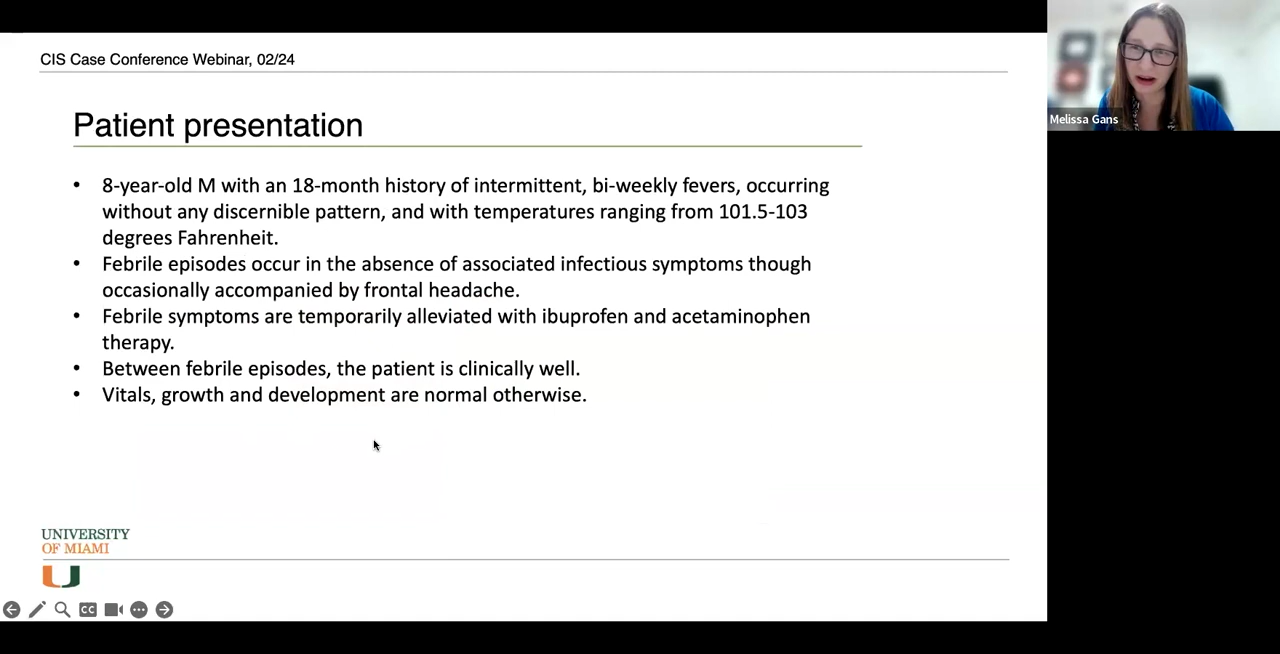 CIS Case Conference Webinar, 02/24
Melissa Gans
Patient presentation
• 8-year-old M with an 18-month history of intermittent, bi-weekly fevers, occurring
without any discernible pattern, and with temperatures ranging from 101.5-103
degrees Fahrenheit.
• Febrile episodes occur in the absence of associated infectious symptoms though
occasionally accompanied by frontal headache.
• Febrile symptoms are temporarily alleviated with ibuprofen and acetaminophen
therapy.
• Between febrile episodes, the patient is clinically well.
• Vitals, growth and development are normal otherwise.
UNIVERSITY
OF MIAMI
U
CC